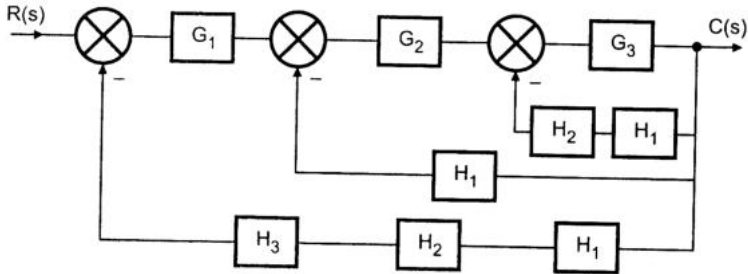 R(s) G₁ G₂ G₃ C(s)
− − −
H₂ H₁
H₁
H₃ H₂ H₁